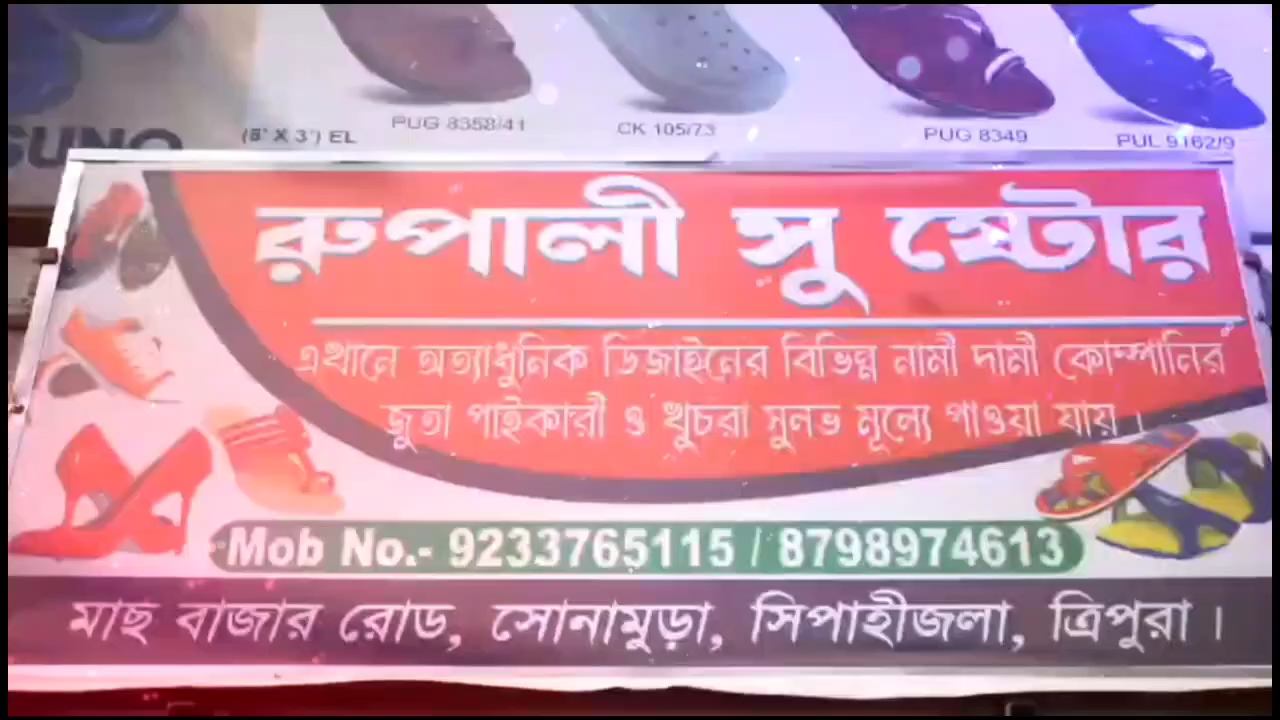 PUG 8358/41
CK 105/73
PUG 8349
PUL 9162/9
(5' X 3') EL
রুপালী সু ষ্টোর
এখানে অত্যাধুনিক ডিজাইনের বিভিন্ন নামী দামী কোম্পানির
জুতা পাইকারী ও খুচরা সুলভ মূল্যে পাওয়া যায়।
Mob No.- 9233765115 / 8798974613
মাছ বাজার রোড, সোনামুড়া, সিপাহীজলা, ত্রিপুরা।